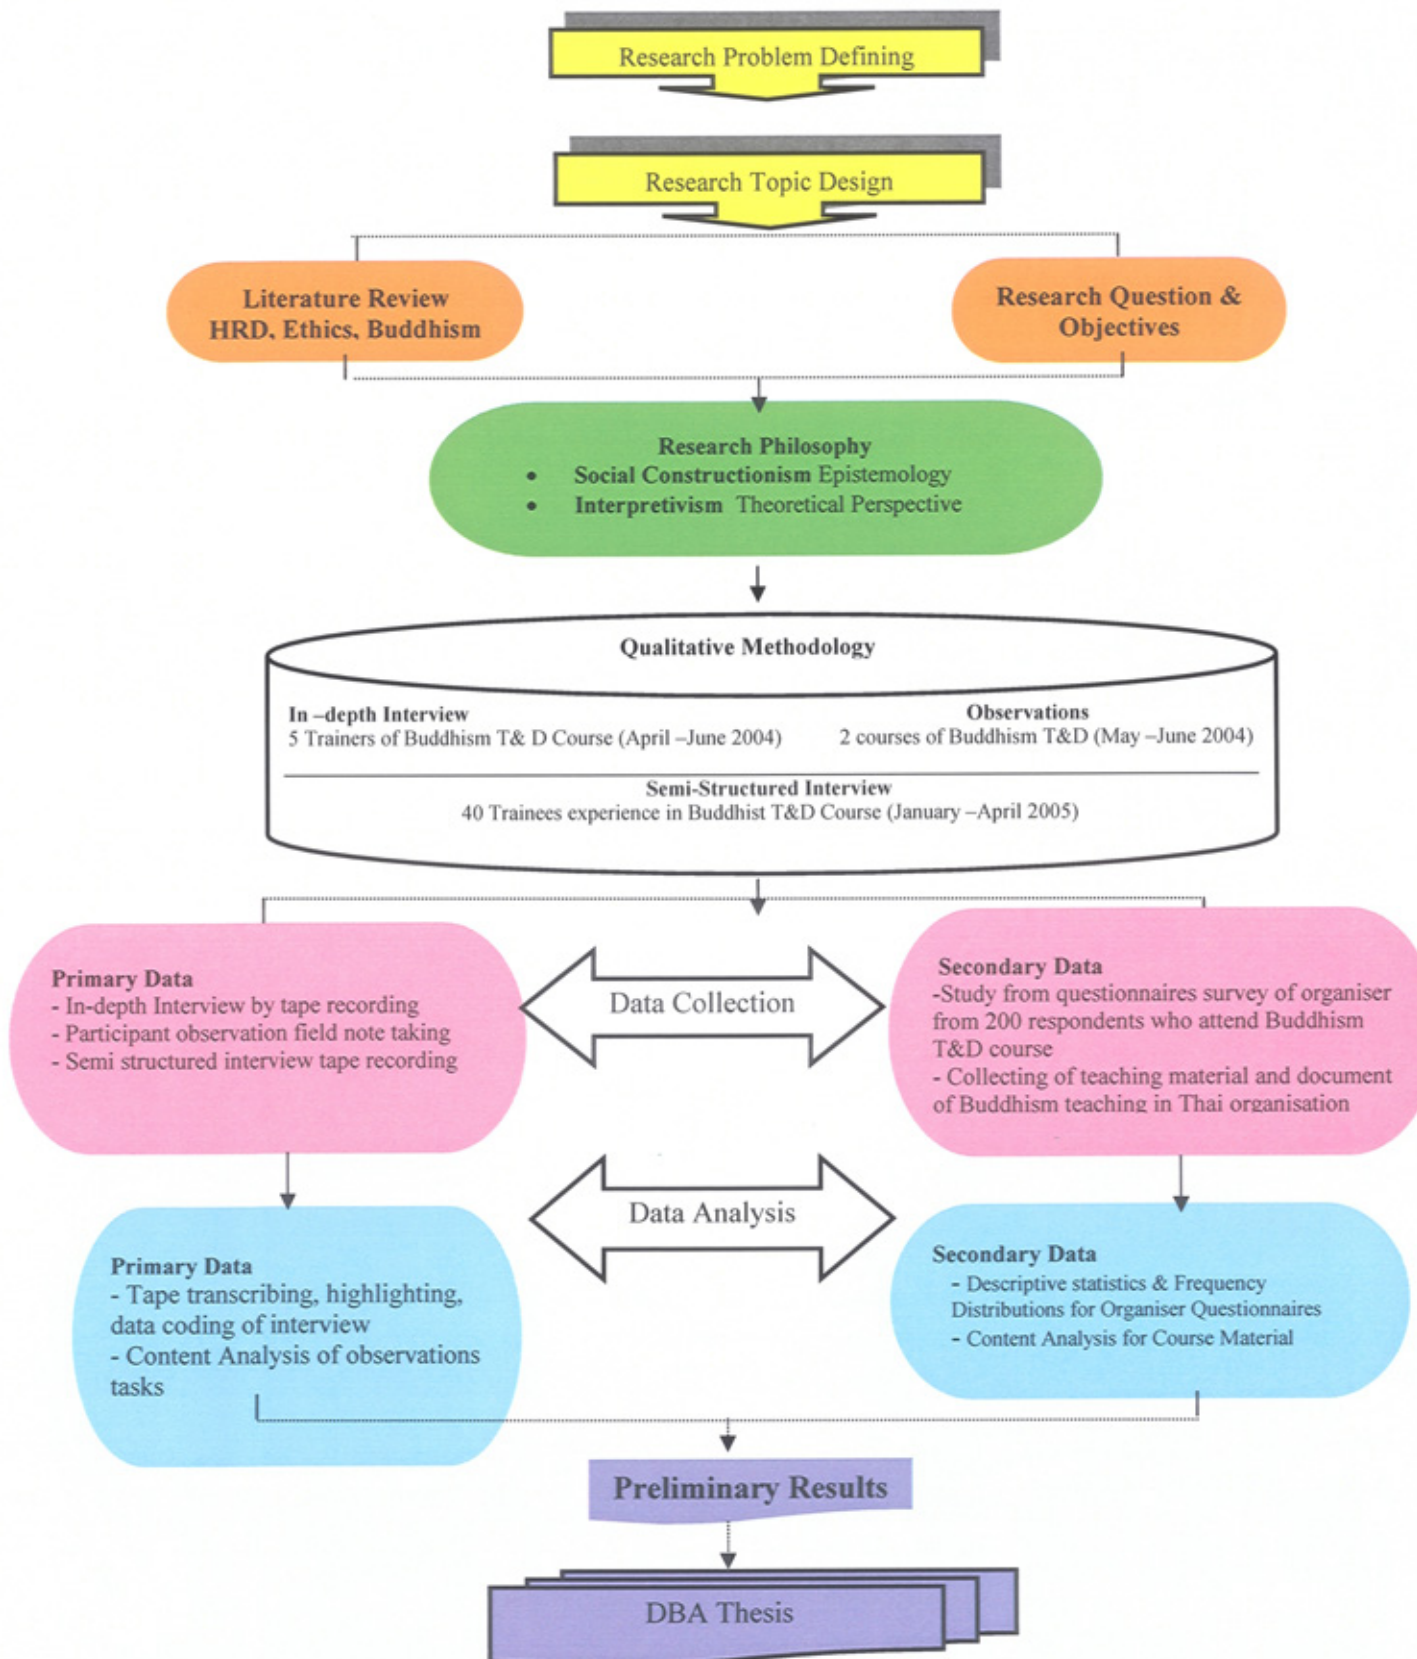 Research Problem Defining
Research Topic Design
Literature Review
HRD, Ethics, Buddhism
Research Question &
Objectives
Research Philosophy
• Social Constructionism Epistemology
• Interpretivism Theoretical Perspective
Qualitative Methodology
In –depth Interview
5 Trainers of Buddhism T& D Course (April –June 2004)
Observations
2 courses of Buddhism T&D (May –June 2004)
Semi-Structured Interview
40 Trainees experience in Buddhist T&D Course (January –April 2005)
Primary Data
- In-depth Interview by tape recording
- Participant observation field note taking
- Semi structured interview tape recording
Data Collection
Secondary Data
-Study from questionnaires survey of organiser
from 200 respondents who attend Buddhism
T&D course
- Collecting of teaching material and document
of Buddhism teaching in Thai organisation
Data Analysis
Primary Data
- Tape transcribing, highlighting,
data coding of interview
- Content Analysis of observations
tasks
Secondary Data
- Descriptive statistics & Frequency
Distributions for Organiser Questionnaires
- Content Analysis for Course Material
Preliminary Results
DBA Thesis